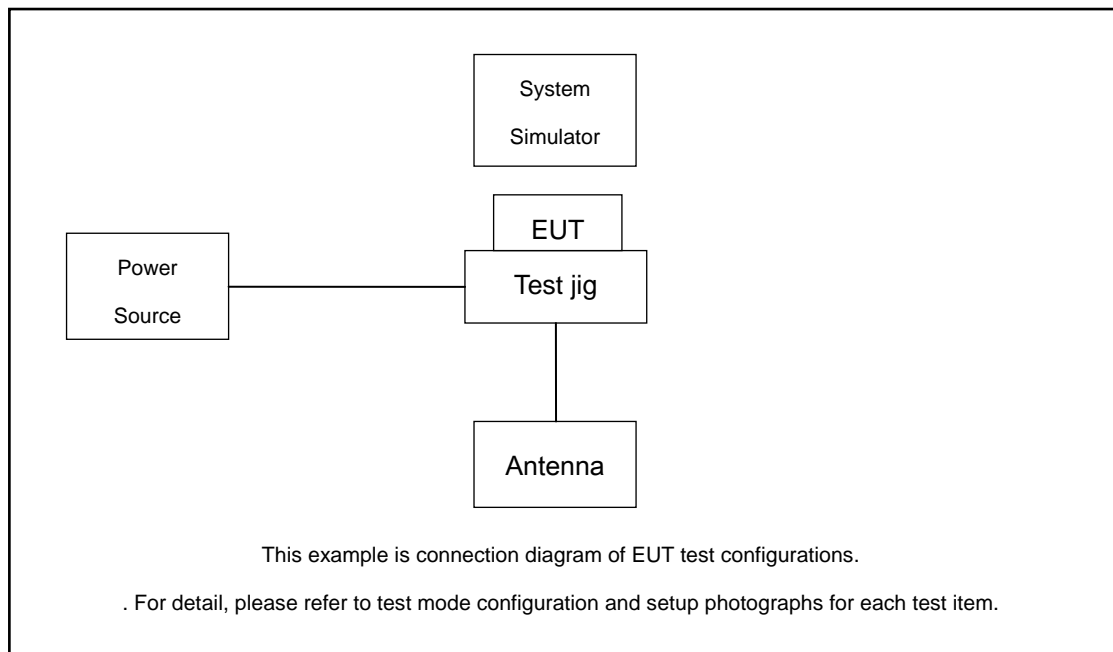 System
Simulator
EUT
Power
Source
Test jig
Antenna
This example is connection diagram of EUT test configurations.
. For detail, please refer to test mode configuration and setup photographs for each test item.